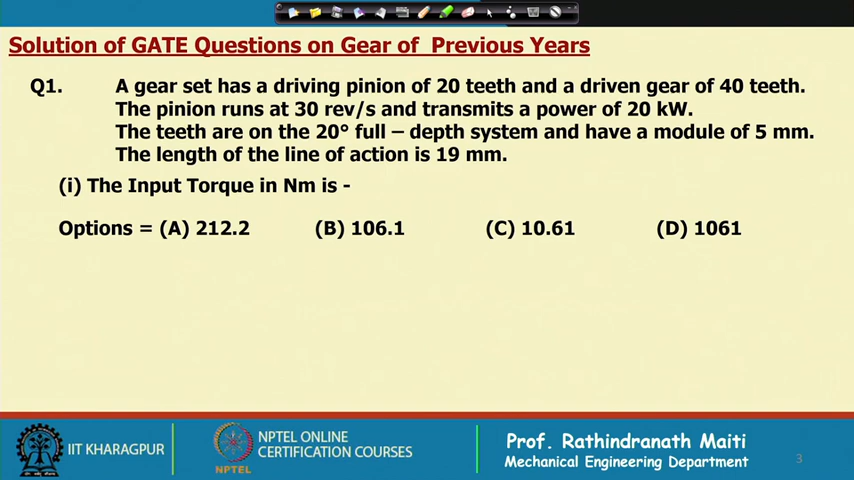 Solution of GATE Questions on Gear of Previous Years
Q1. A gear set has a driving pinion of 20 teeth and a driven gear of 40 teeth.
The pinion runs at 30 rev/s and transmits a power of 20 kW.
The teeth are on the 20° full – depth system and have a module of 5 mm.
The length of the line of action is 19 mm.
(i) The Input Torque in Nm is -
Options = (A) 212.2 (B) 106.1 (C) 10.61 (D) 1061
IIT KHARAGPUR
NPTEL
NPTEL ONLINE
CERTIFICATION COURSES
Prof. Rathindranath Maiti
Mechanical Engineering Department
3